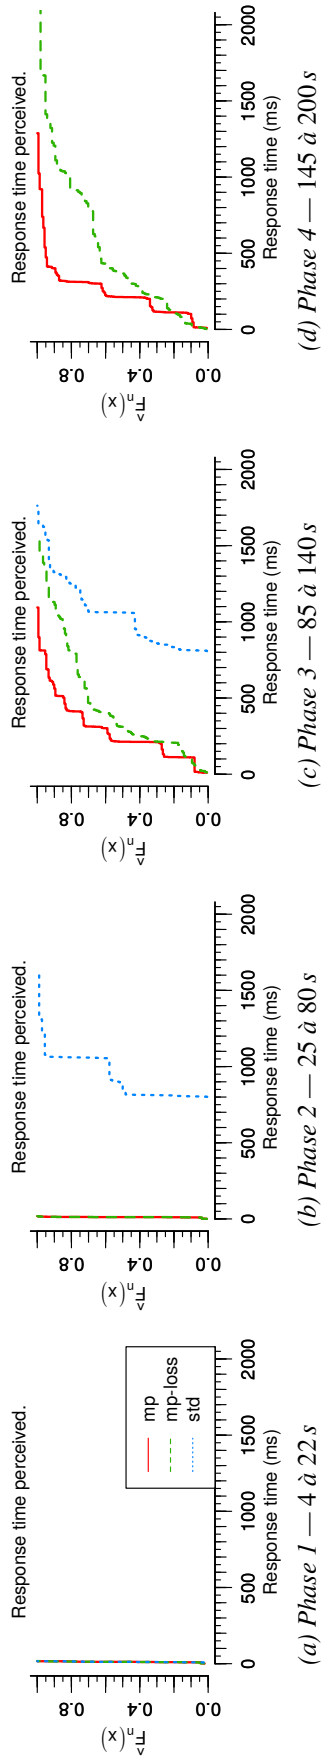 Response time perceived.
F̂n(x)
0.8
0.4
0.0
0 500 1000 1500 2000
Response time (ms)
mp
mp-loss
std
(a) Phase 1 — 4 à 22 s
Response time perceived.
F̂n(x)
0.8
0.4
0.0
0 500 1000 1500 2000
Response time (ms)
(b) Phase 2 — 25 à 80 s
Response time perceived.
F̂n(x)
0.8
0.4
0.0
0 500 1000 1500 2000
Response time (ms)
(c) Phase 3 — 85 à 140 s
Response time perceived.
F̂n(x)
0.8
0.4
0.0
0 500 1000 1500 2000
Response time (ms)
(d) Phase 4 — 145 à 200 s